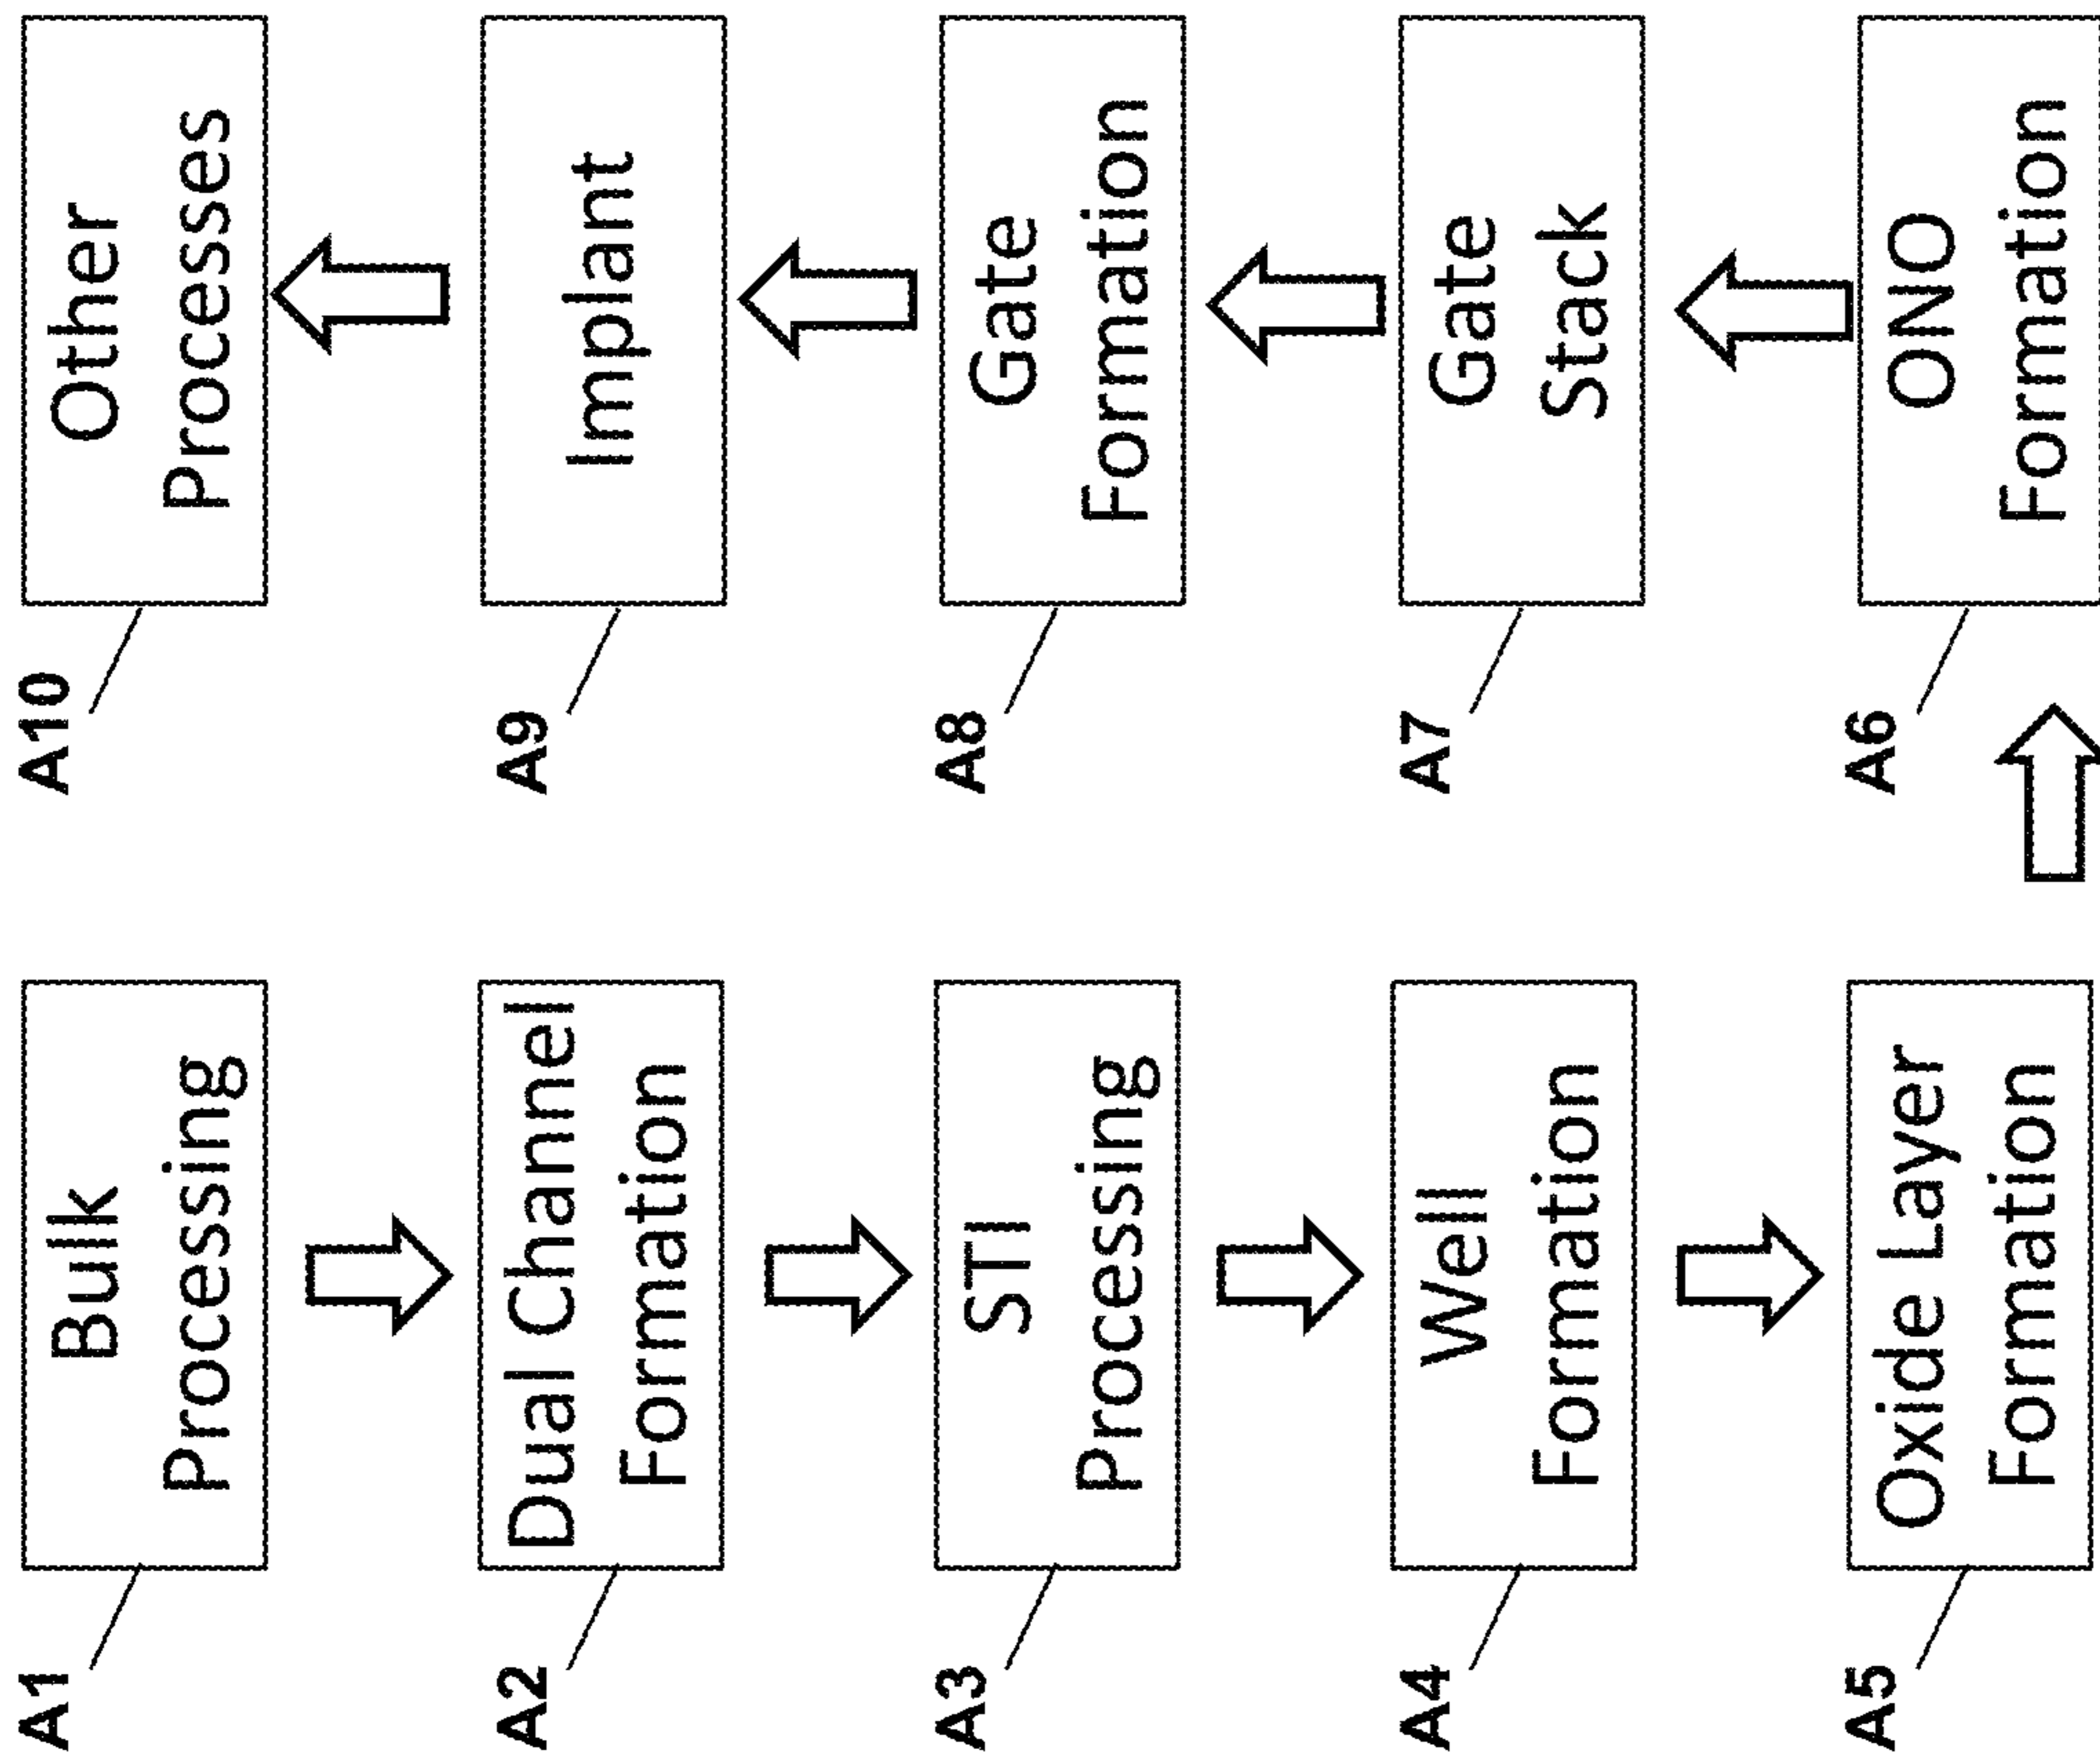 A1
Bulk
Processing
A2
Dual Channel
Formation
A3
STI
Processing
A4
Well
Formation
A5
Oxide Layer
Formation
A6
ONO
Formation
A7
Gate
Stack
A8
Gate
Formation
A9
Implant
A10
Other
Processes